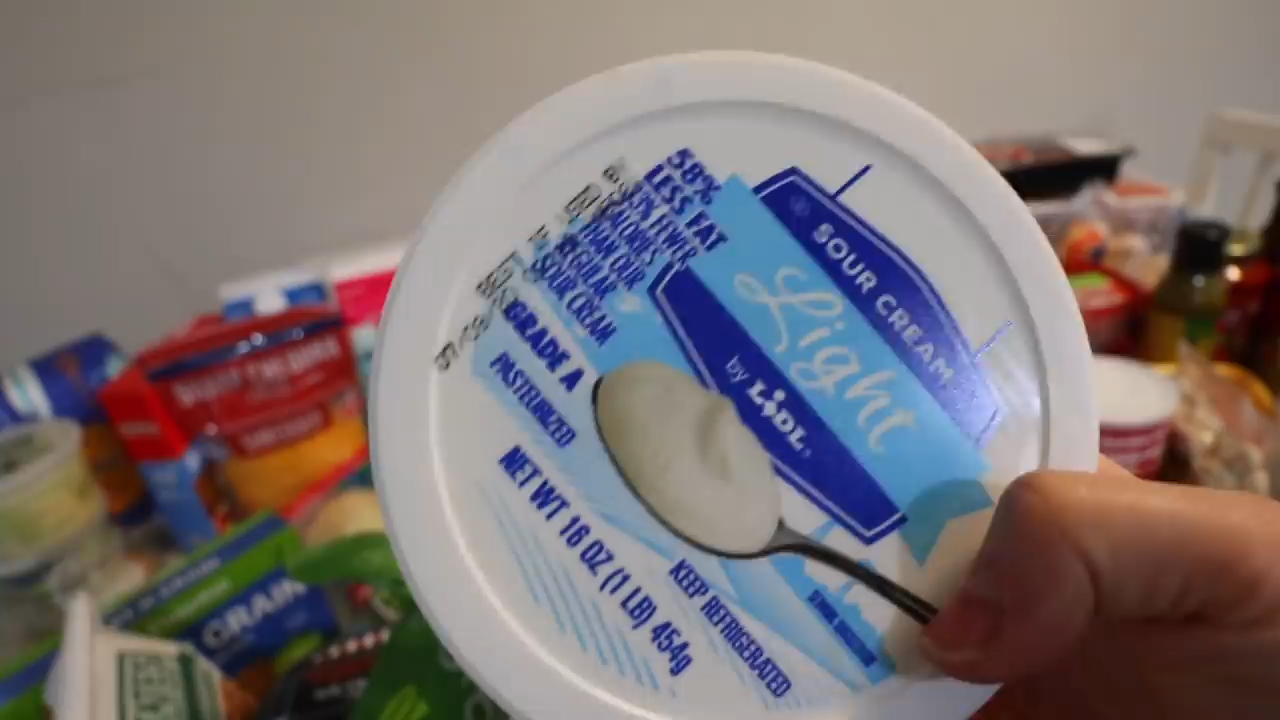 58%
LESS FAT
FEWER
CALORIES
THAN OUR
REGULAR
SOUR CREAM
GRADE A
PASTEURIZED
SOUR CREAM
Light
by LIDL
NET WT 16 OZ (1 LB) 454g
KEEP REFRIGERATED